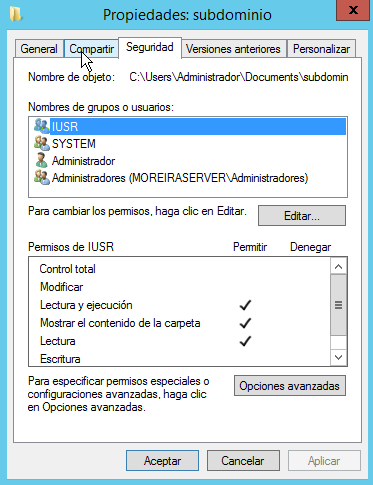 Propiedades: subdominio
x
General Compartir Seguridad Versiones anteriores Personalizar
Nombre de objeto: C:\Users\Administrador\Documents\subdomin
Nombres de grupos o usuarios:
IUSR
SYSTEM
Administrador
Administradores (MOREIRASERVER\Administradores)
Para cambiar los permisos, haga clic en Editar. Editar...
Permisos de IUSR Permitir Denegar
Control total
Modificar
Lectura y ejecución
Mostrar el contenido de la carpeta
Lectura
Escritura
Para especificar permisos especiales o
configuraciones avanzadas, haga clic
en Opciones avanzadas.
Opciones avanzadas
Aceptar Cancelar Aplicar